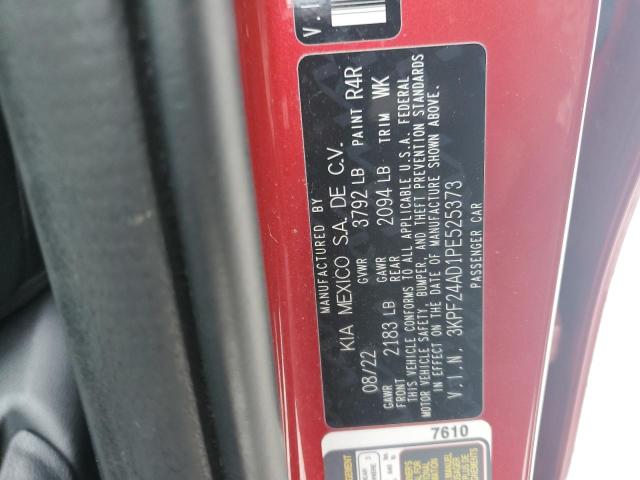 V.I
MANUFACTURED BY
KIA MEXICO S.A. DE C.V.
08/22 GVWR 3792 LB PAINT R4R
GAWR FRONT 2183 LB GAWR REAR 2094 LB TRIM WK
THIS VEHICLE CONFORMS TO ALL APPLICABLE U.S.A. FEDERAL
MOTOR VEHICLE SAFETY, BUMPER, AND THEFT PREVENTION STANDARDS
IN EFFECT ON THE DATE OF MANUFACTURE SHOWN ABOVE.
V.I.N. 3KPF24AD1PE525373
PASSENGER CAR
7610